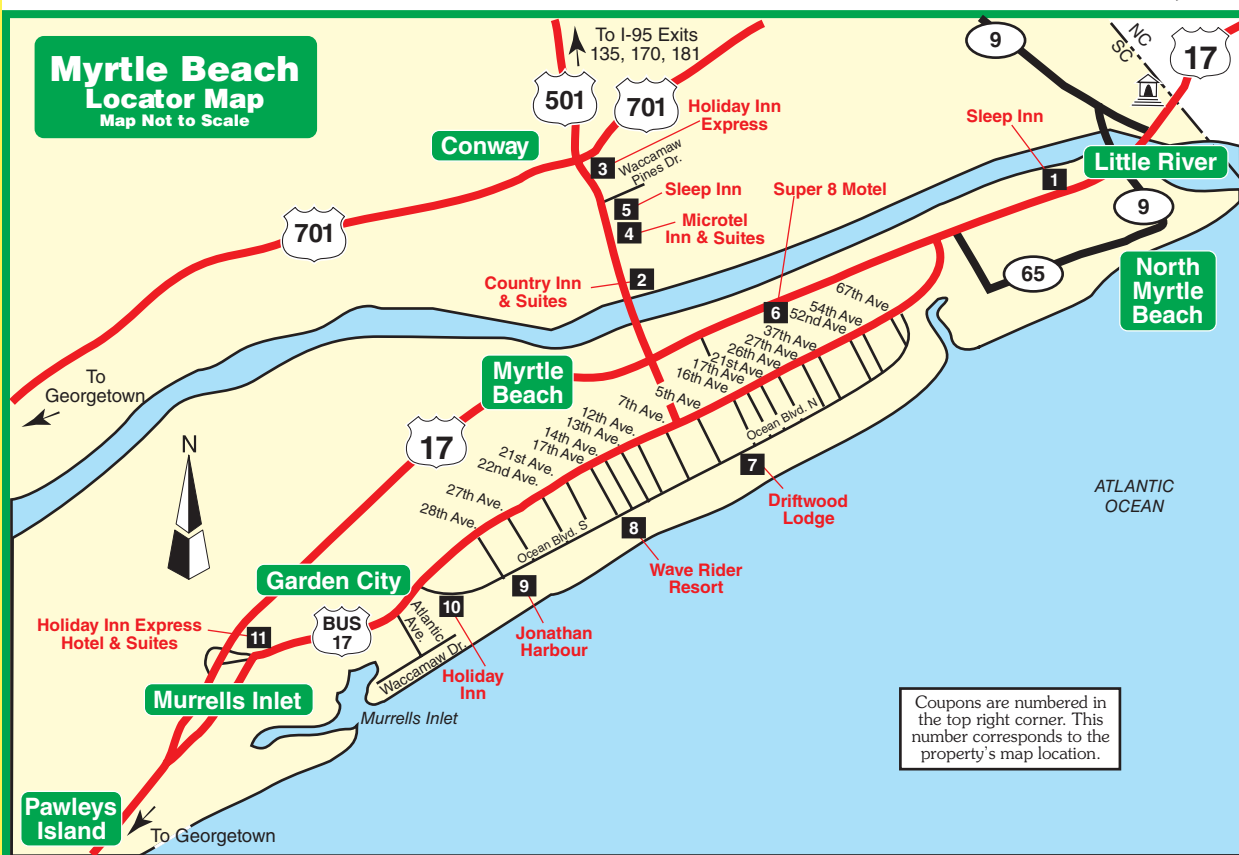 Myrtle Beach
Locator Map
Map Not to Scale
To I-95 Exits
135, 170, 181
501
701
9
NC
SC
17
Conway
Holiday Inn
Express
3
Waccamaw
Pines Dr.
Sleep Inn
1
Little River
5
Sleep Inn
Super 8 Motel
4
Microtel
Inn & Suites
9
701
65
North
Myrtle
Beach
Country Inn
& Suites
2
6
67th Ave
54th Ave
52nd Ave
37th Ave
27th Ave
26th Ave
21st Ave
17th Ave
16th Ave
5th Ave
7th Ave.
12th Ave.
13th Ave.
14th Ave.
17th Ave.
21st Ave.
22nd Ave.
27th Ave.
28th Ave.
To
Georgetown
Myrtle
Beach
17
N
Ocean Blvd. N
7
Driftwood
Lodge
ATLANTIC
OCEAN
Ocean Blvd. S
8
Wave Rider
Resort
Garden City
9
Jonathan
Harbour
10
Holiday
Inn
Atlantic
Ave.
Waccamaw Dr.
BUS
17
Holiday Inn Express
Hotel & Suites
11
Murrells Inlet
Murrells Inlet
Coupons are numbered in
the top right corner. This
number corresponds to the
property's map location.
Pawleys
Island
To Georgetown